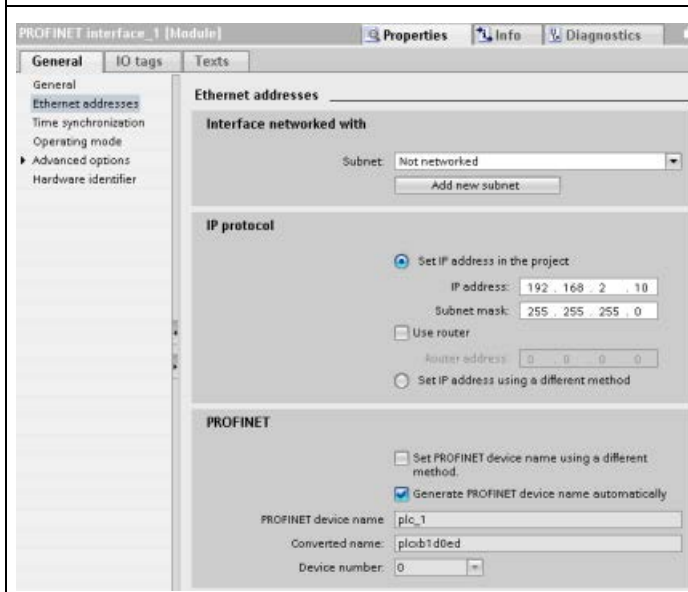 PROFINET interface_1 [Module]
Properties
Info
Diagnostics
General
IO tags
Texts
General
Ethernet addresses
Time synchronization
Operating mode
Advanced options
Hardware identifier
Ethernet addresses
Interface networked with
Subnet: Not networked
Add new subnet
IP protocol
Set IP address in the project
IP address: 192 . 168 . 2 . 10
Subnet mask: 255 . 255 . 255 . 0
Use router
Router address: 0 . 0 . 0 . 0
Set IP address using a different method
PROFINET
Set PROFINET device name using a different
method.
Generate PROFINET device name automatically
PROFINET device name plc_1
Converted name: plcxb1d0ed
Device number: 0